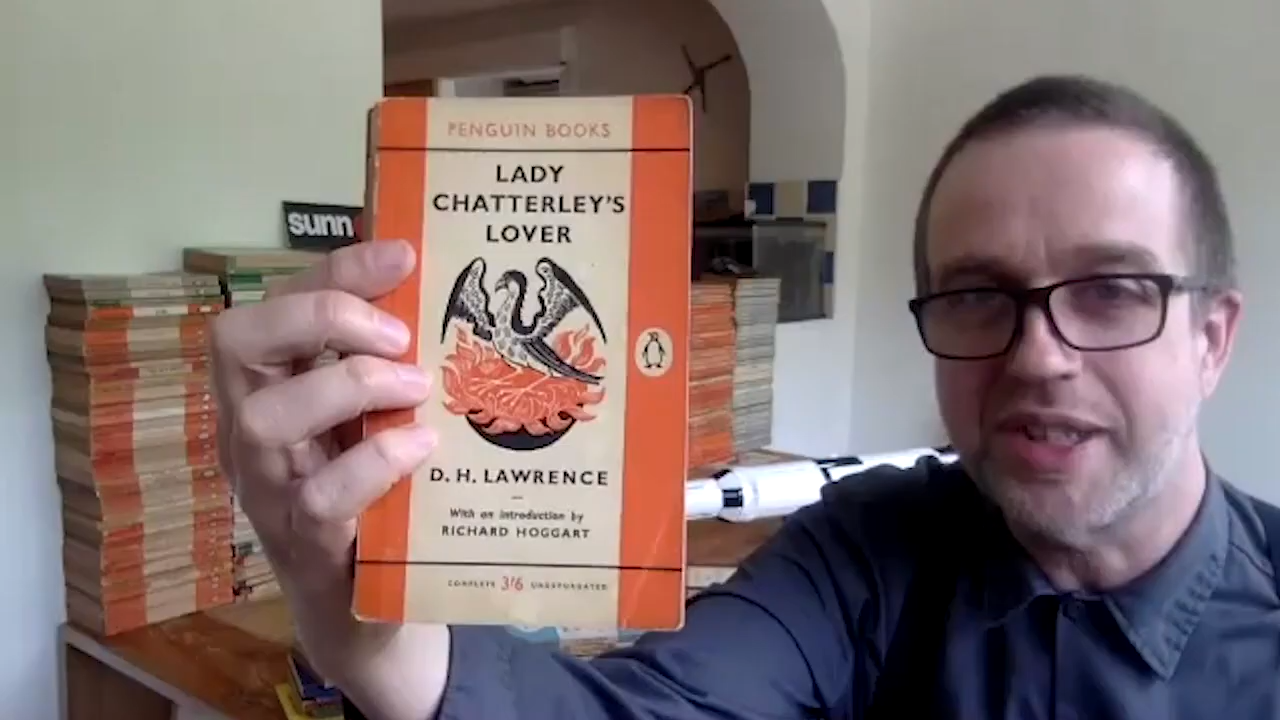 PENGUIN BOOKS
LADY
CHATTERLEY'S
LOVER
D. H. LAWRENCE
With an introduction by
RICHARD HOGGART
COMPLETE 3'6 UNEXPURGATED
sunn